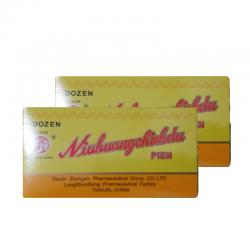 DOZEN
DOZEN
Niuhuangchiehdu
PIEN
Tianjin Zhongxin Pharmaceutical Group CO.LTD.
LongShunRong Pharmaceutical Factory
TIANJIN, CHINA